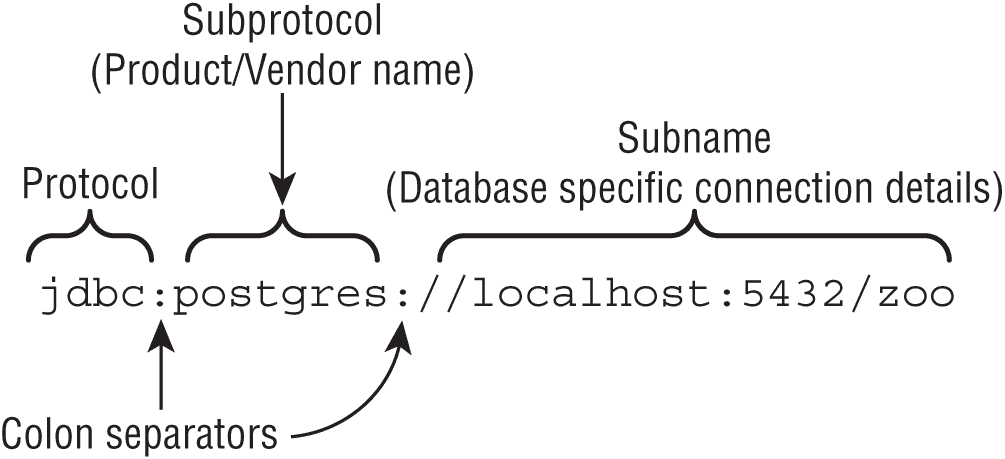 Subprotocol
(Product/Vendor name)
Subname
Protocol
(Database specific connection details)
jdbc:postgres://localhost:5432/zoo
Colon separators